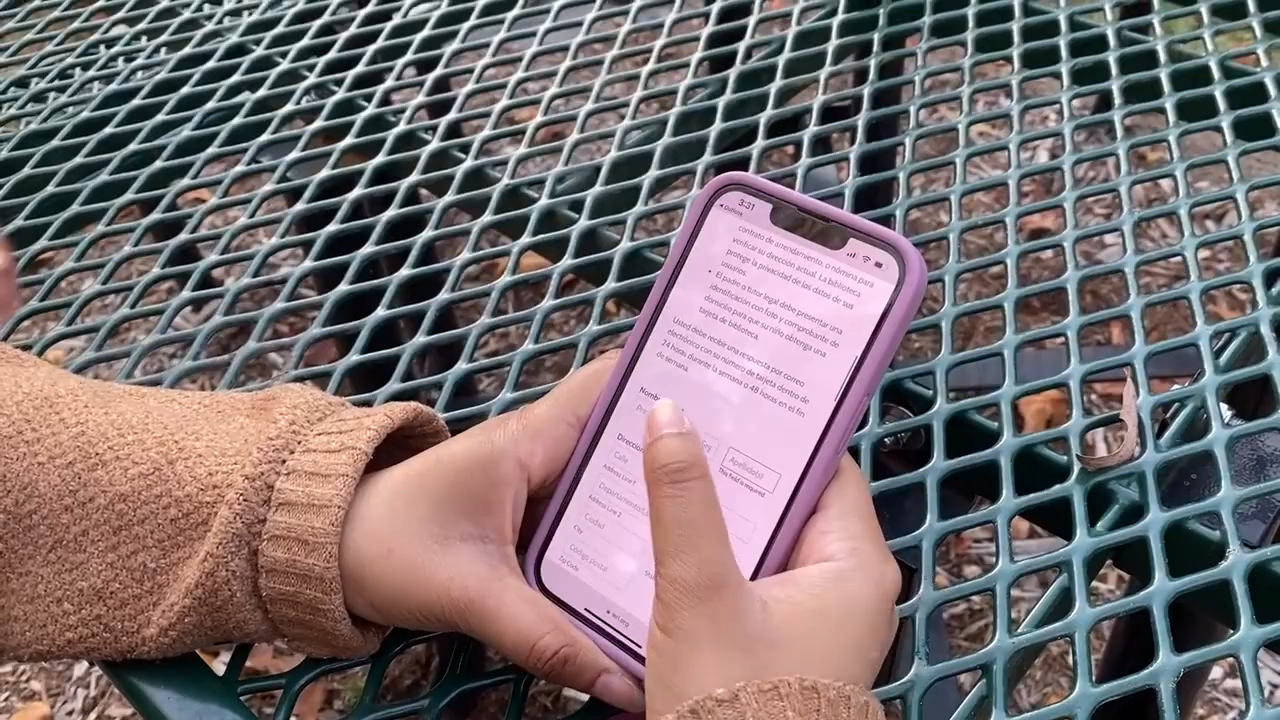 3:31
◀ Outlook
contrato de arrendamiento, o nómina para
verificar su dirección actual. La biblioteca
protege la privacidad de los datos de sus
usuarios.
• El padre o tutor legal debe presentar una
identificación con foto y comprobante de
domicilio para que su niño obtenga una
tarjeta de biblioteca.
Usted debe recibir una respuesta por correo
electrónico con su número de tarjeta dentro de
24 horas durante la semana o 48 horas en el fin
de semana.
Apellido(s)
This field is required.
Calle
Address Line 1
Address Line 2
Ciudad
City
Código postal
Zip Code